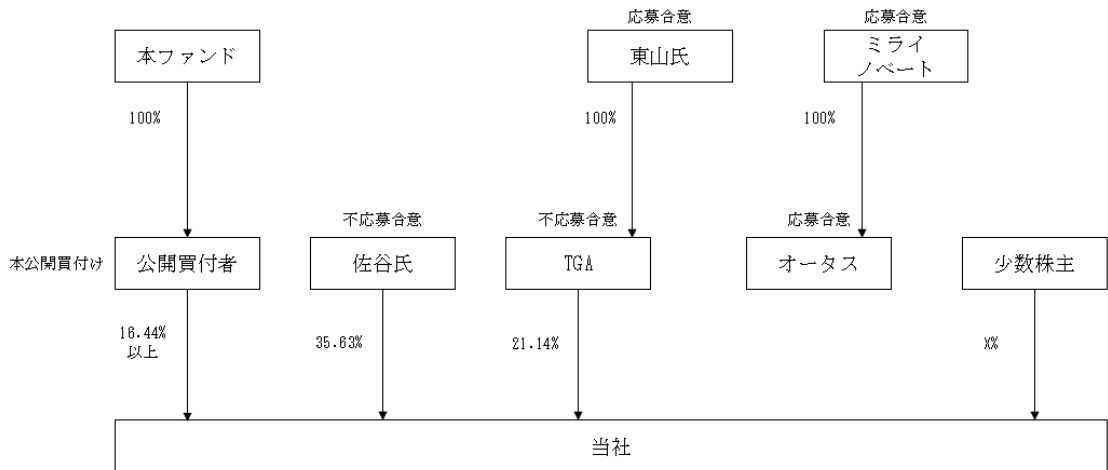 応募合意
応募合意
本ファンド
東山氏
ミライ
ノベート
100%
100%
100%
不応募合意
不応募合意
応募合意
本公開買付け
公開買付者
佐谷氏
TGA
オータス
少数株主
16.44%
以上
35.63%
21.14%
X%
当社